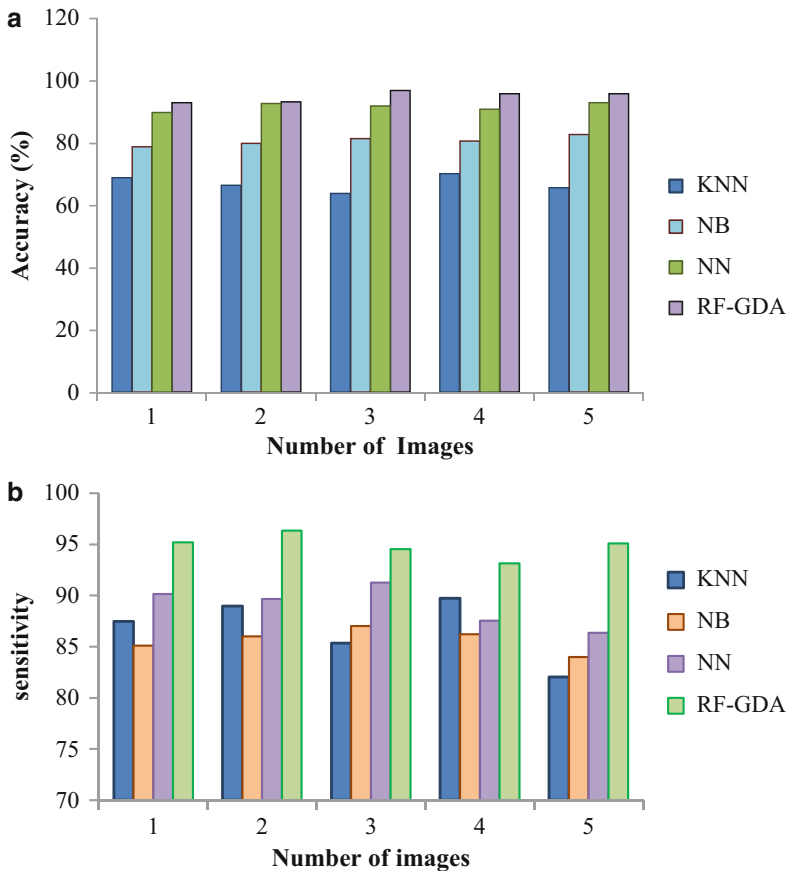 a
120
100
80
60
40
20
0
Accuracy (%)
1 2 3 4 5
Number of Images
KNN
NB
NN
RF-GDA
b
100
95
90
85
80
75
70
sensitivity
1 2 3 4 5
Number of images
KNN
NB
NN
RF-GDA